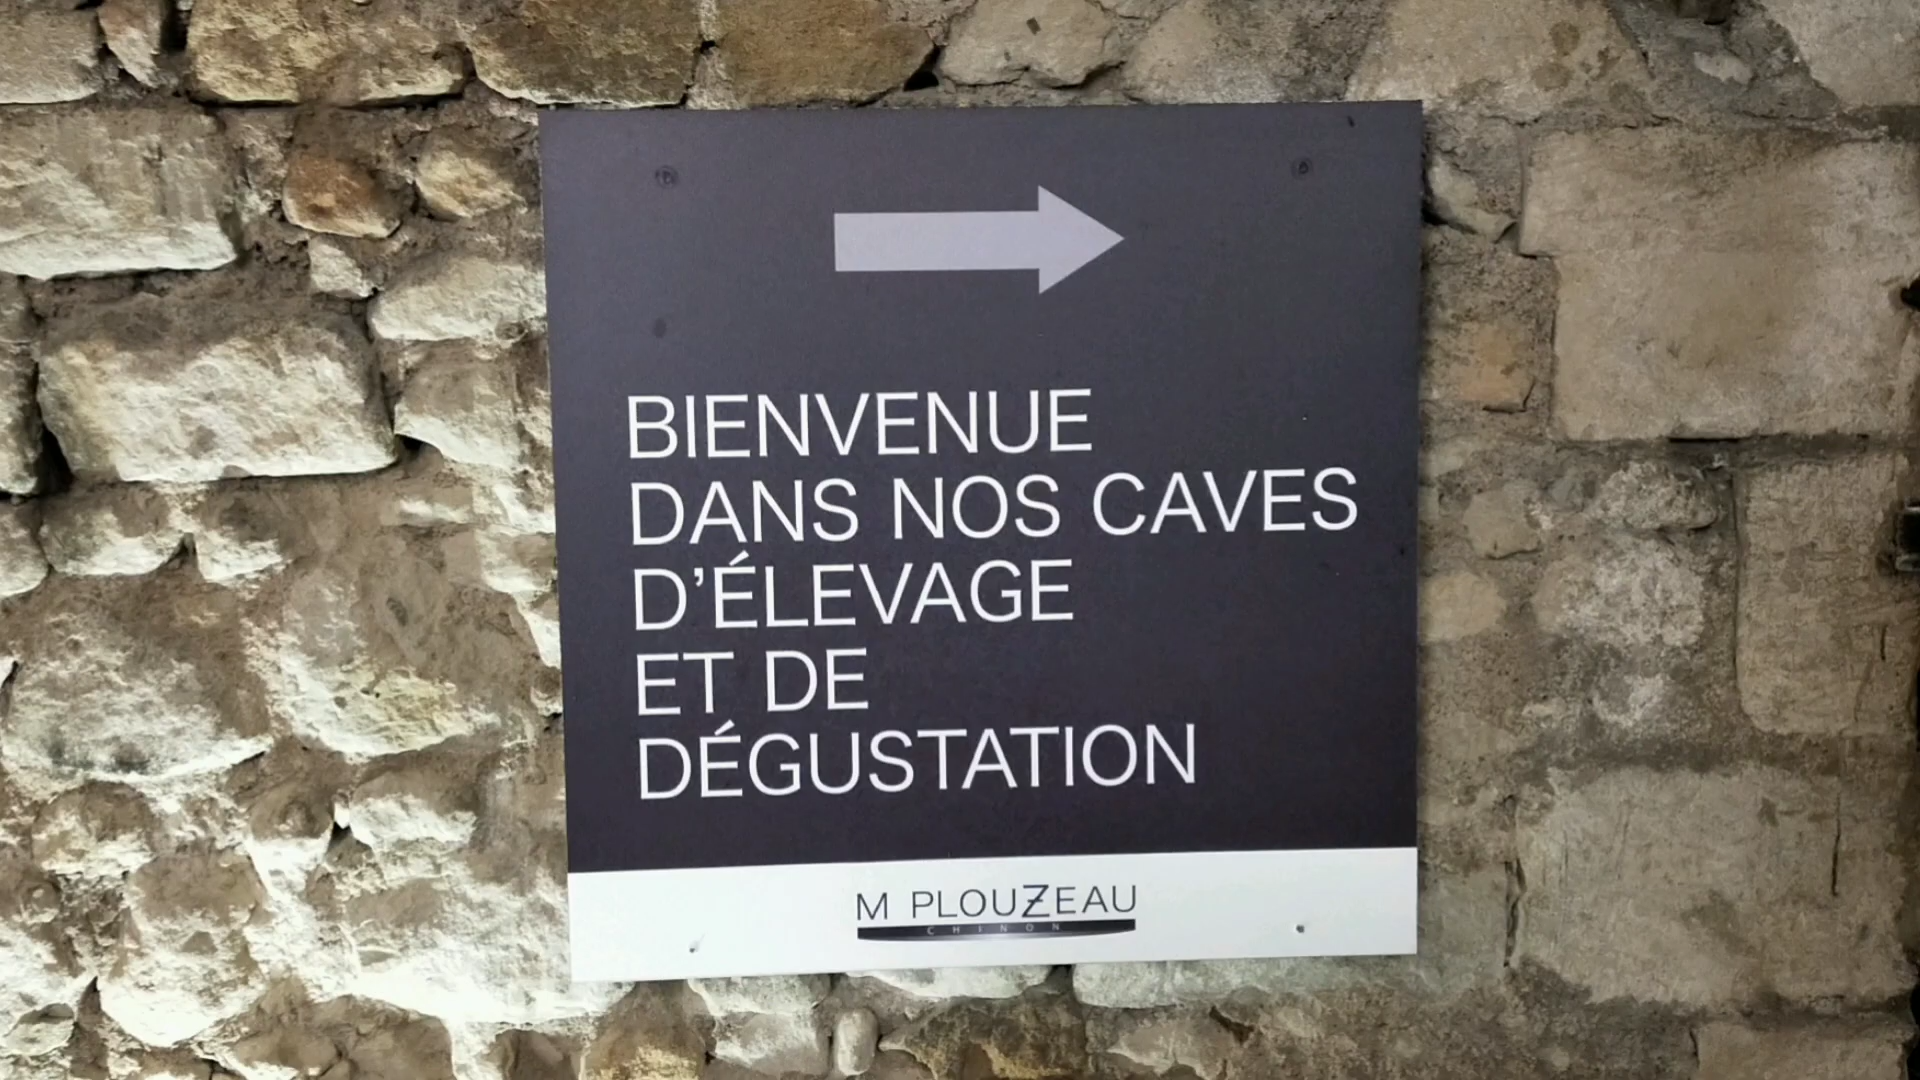 BIENVENUE
DANS NOS CAVES
D'ÉLEVAGE
ET DE
DÉGUSTATION
M PLOUZEAU
CHINON